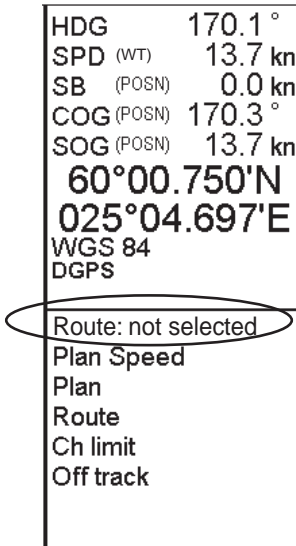 HDG 170.1 °
SPD (WT) 13.7 kn
SB (POSN) 0.0 kn
COG (POSN) 170.3 °
SOG (POSN) 13.7 kn
60°00.750'N
025°04.697'E
WGS 84
DGPS
Route: not selected
Plan Speed
Plan
Route
Ch limit
Off track